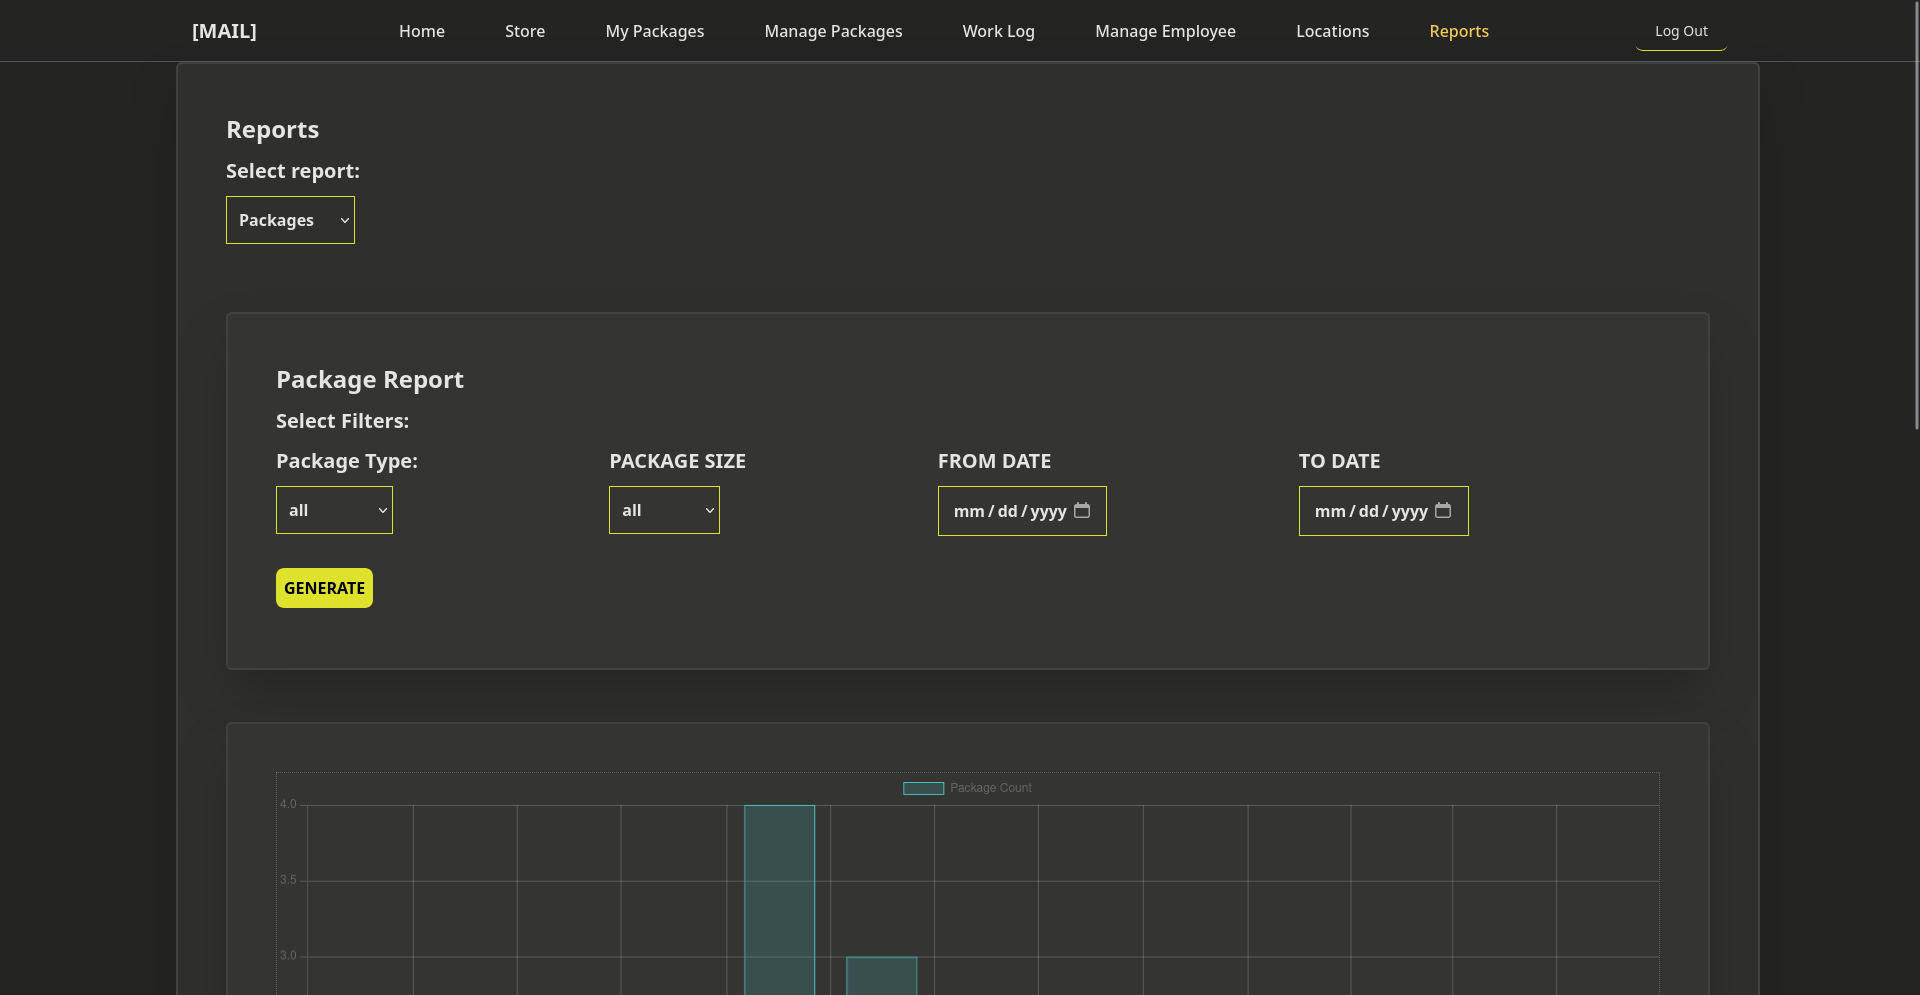 [MAIL] Home Store My Packages Manage Packages Work Log Manage Employee Locations Reports Log Out
Reports
Select report:
Packages
Package Report
Select Filters:
Package Type: PACKAGE SIZE FROM DATE TO DATE
all all mm/dd/yyyy mm/dd/yyyy
GENERATE
Package Count
4.0
3.5
3.0